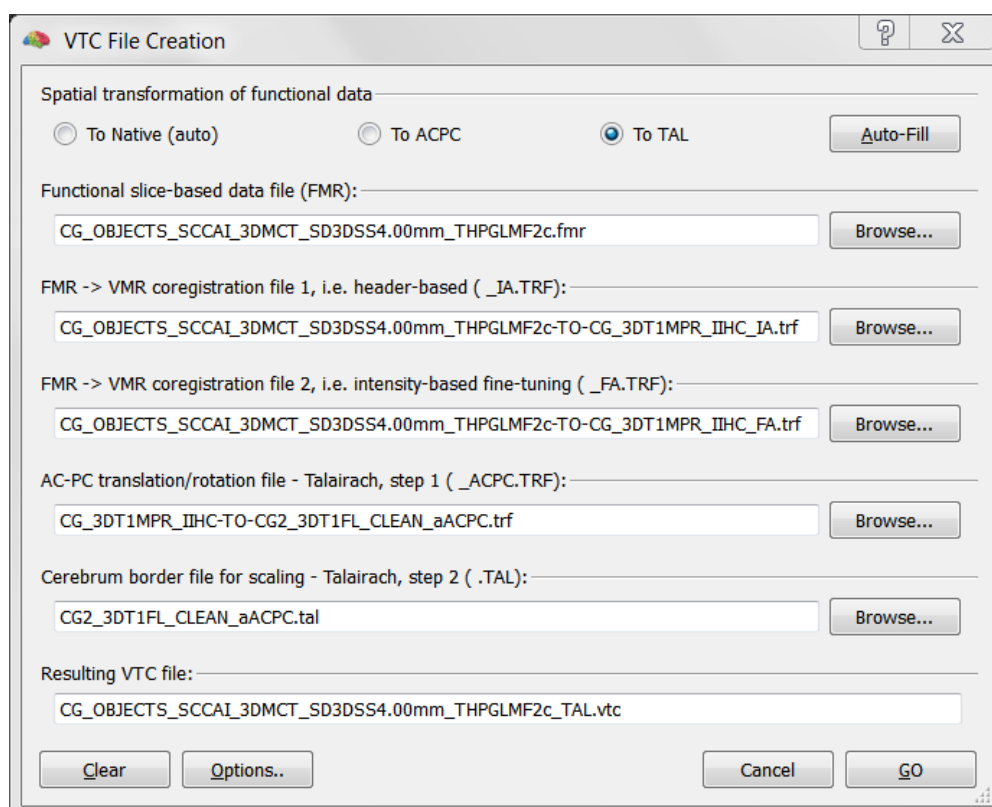 VTC File Creation
Spatial transformation of functional data
To Native (auto) To ACPC To TAL Auto-Fill
Functional slice-based data file (FMR):
CG_OBJECTS_SCCAI_3DMCT_SD3DSS4.00mm_THPGLMF2c.fmr Browse...
FMR -> VMR coregistration file 1, i.e. header-based ( _IA.TRF):
CG_OBJECTS_SCCAI_3DMCT_SD3DSS4.00mm_THPGLMF2c-TO-CG_3DT1MPR_IIHC_IA.trf Browse...
FMR -> VMR coregistration file 2, i.e. intensity-based fine-tuning ( _FA.TRF):
CG_OBJECTS_SCCAI_3DMCT_SD3DSS4.00mm_THPGLMF2c-TO-CG_3DT1MPR_IIHC_FA.trf Browse...
AC-PC translation/rotation file - Talairach, step 1 ( _ACPC.TRF):
CG_3DT1MPR_IIHC-TO-CG2_3DT1FL_CLEAN_aACPC.trf Browse...
Cerebrum border file for scaling - Talairach, step 2 ( .TAL):
CG2_3DT1FL_CLEAN_aACPC.tal Browse...
Resulting VTC file:
CG_OBJECTS_SCCAI_3DMCT_SD3DSS4.00mm_THPGLMF2c_TAL.vtc
Clear Options.. Cancel GO